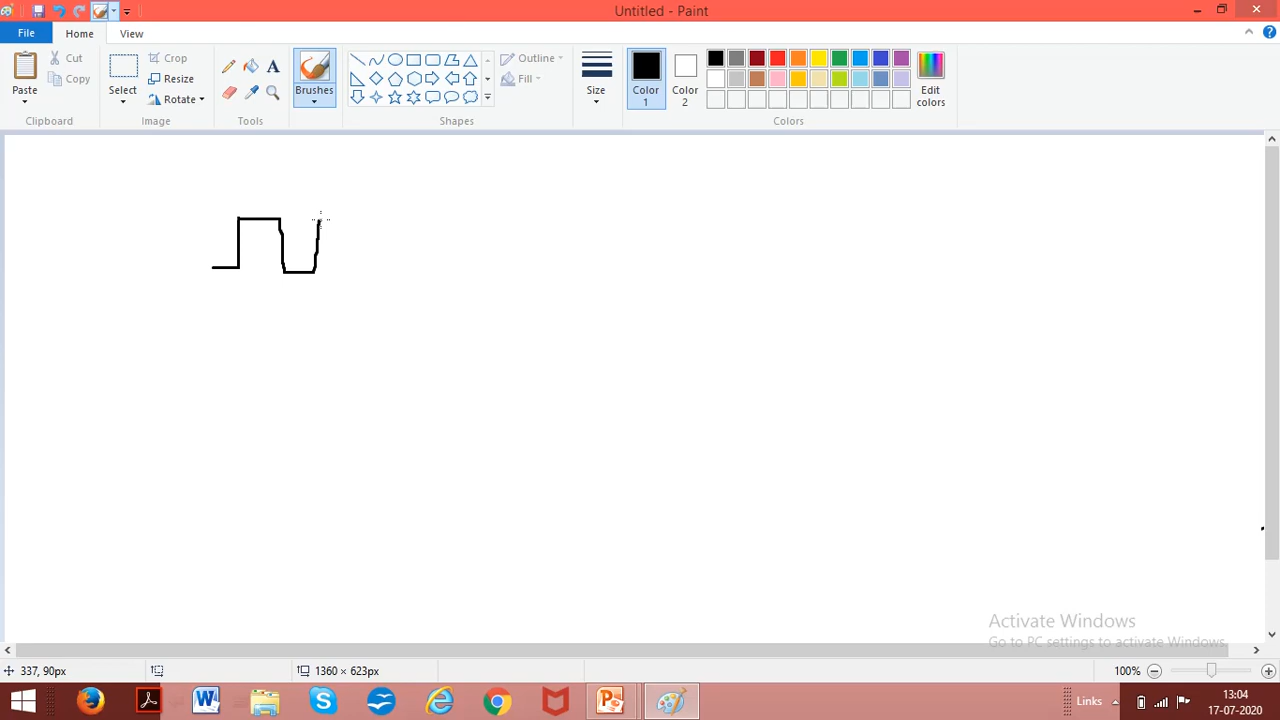 Untitled - Paint
File Home View
Paste
Cut
Copy
Clipboard
Select
Crop
Resize
Rotate
Image
Tools
Brushes
Shapes
Outline
Fill
Size
Color 1
Color 2
Edit colors
Colors
Activate Windows
Go to PC settings to activate Windows.
337, 90px
1360 × 623px
100%
Links
13:04
17-07-2020